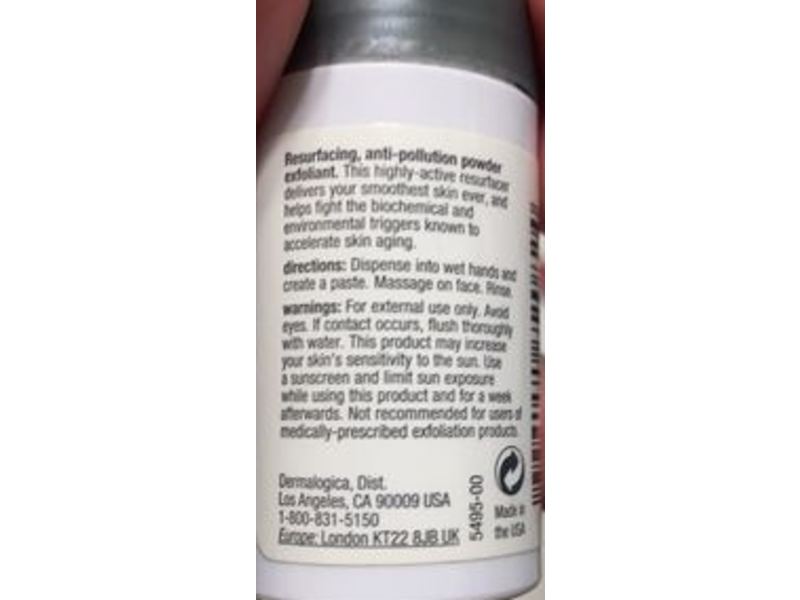 Resurfacing, anti-pollution powder
exfoliant. This highly-active resurfacer
delivers your smoothest skin ever, and
helps fight the biochemical and
environmental triggers known to
accelerate skin aging.
directions: Dispense into wet hands and
create a paste. Massage on face. Rinse.
warnings: For external use only. Avoid
eyes. If contact occurs, flush thoroughly
with water. This product may increase
your skin's sensitivity to the sun. Use
a sunscreen and limit sun exposure
while using this product and for a week
afterwards. Not recommended for users of
medically-prescribed exfoliation products.
Dermalogica, Dist.
Los Angeles, CA 90009 USA
1-800-831-5150
Europe: London KT22 8JB UK
5495-00
Made in
the USA